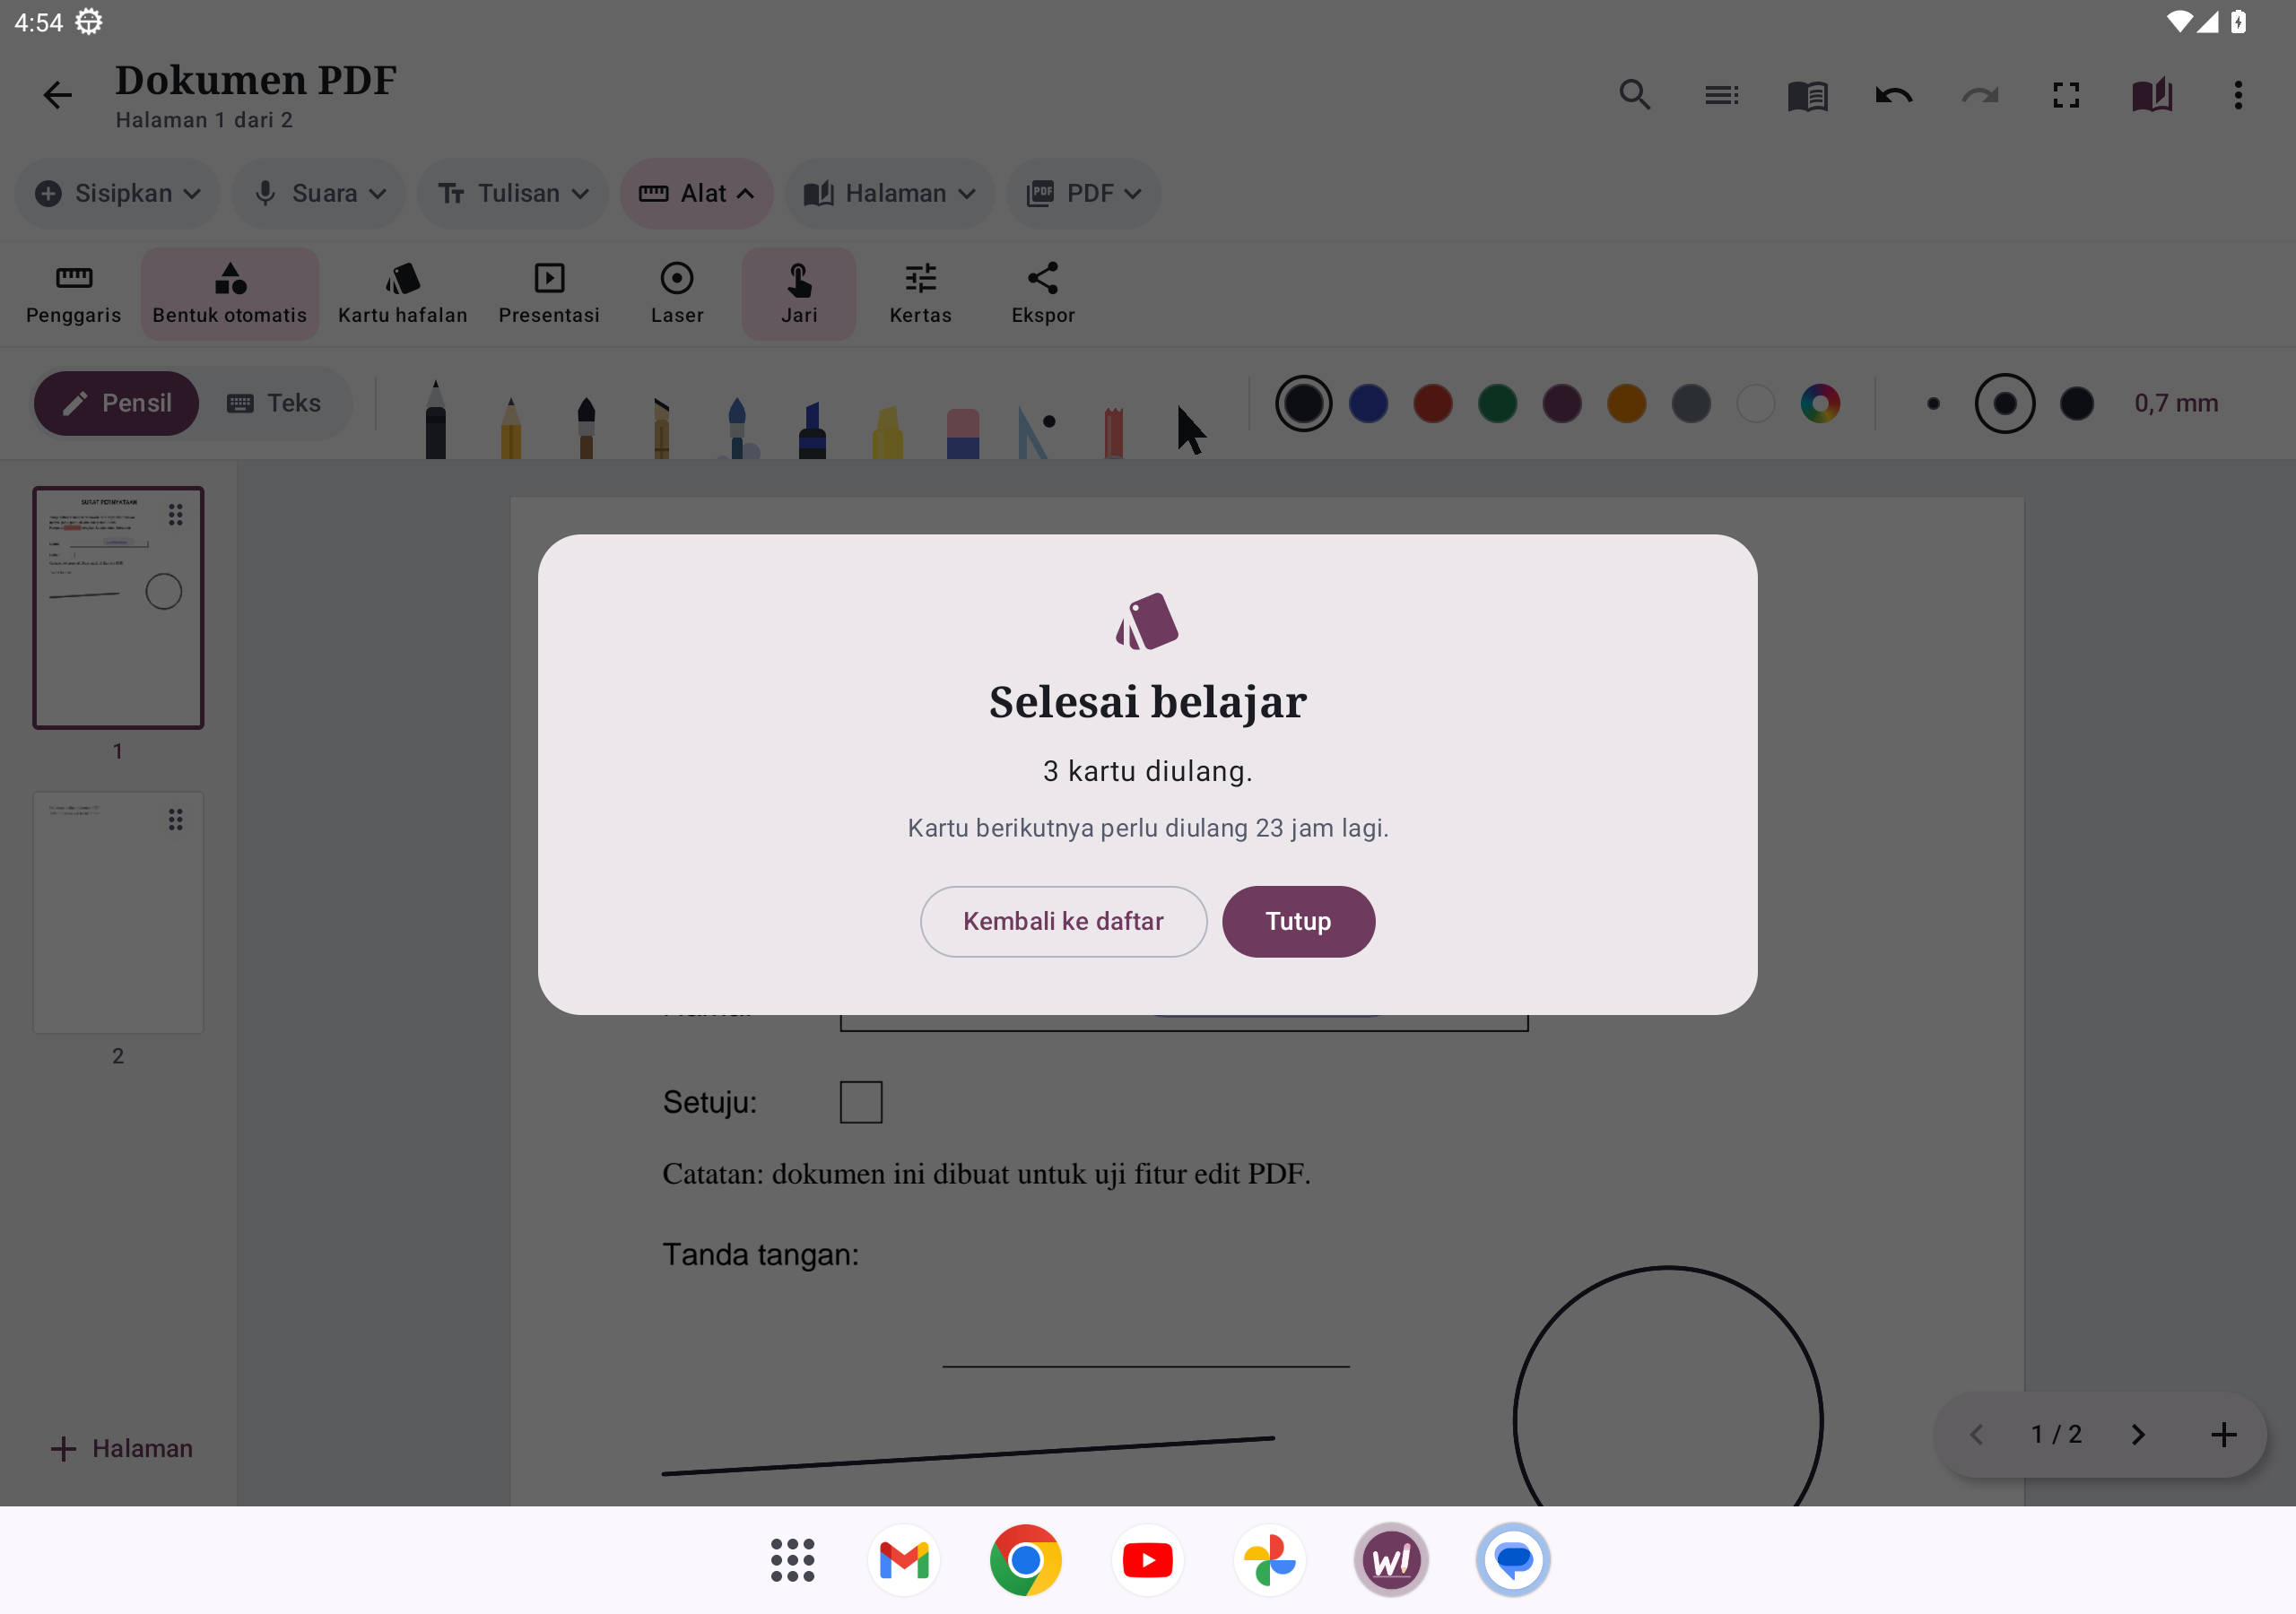 4:54
Dokumen PDF
Halaman 1 dari 2
Sisipkan Suara Tulisan Alat Halaman PDF
Penggaris Bentuk otomatis Kartu hafalan Presentasi Laser Jari Kertas Ekspor
Pensil Teks 0,7 mm
SURAT PERNYATAAN
1
2
Selesai belajar
3 kartu diulang.
Kartu berikutnya perlu diulang 23 jam lagi.
Kembali ke daftar Tutup
Setuju:
Catatan: dokumen ini dibuat untuk uji fitur edit PDF.
Tanda tangan:
Halaman
1 / 2